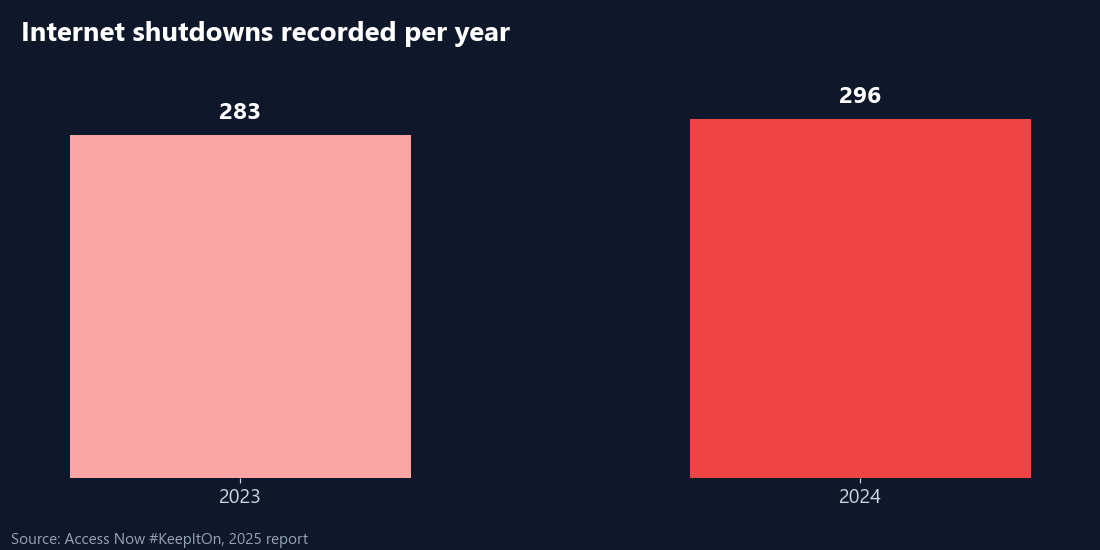 Internet shutdowns recorded per year
283
296
2023
2024
Source: Access Now #KeepItOn, 2025 report